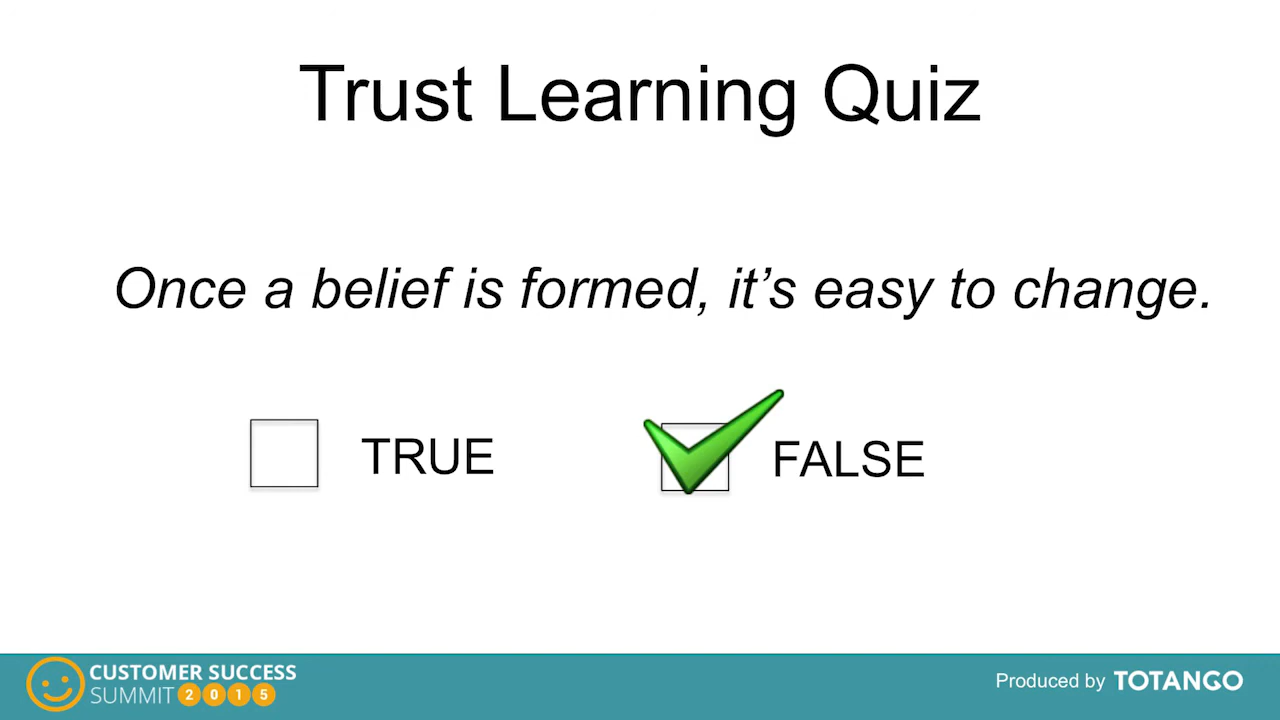 Trust Learning Quiz
Once a belief is formed, it’s easy to change.
TRUE
FALSE
CUSTOMER SUCCESS
SUMMIT 2015
Produced by TOTANGO